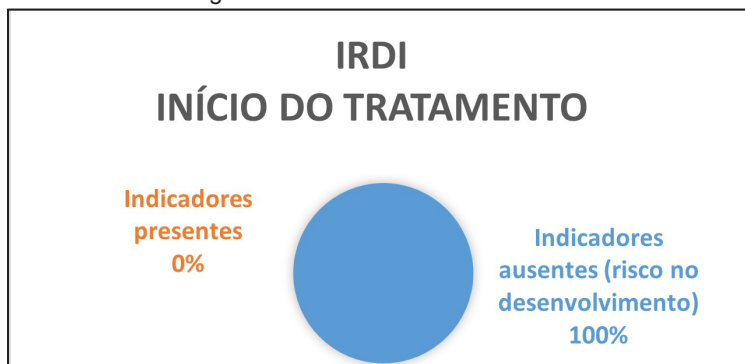 IRDI
INÍCIO DO TRATAMENTO
Indicadores
presentes
0%
Indicadores
ausentes (risco no
desenvolvimento)
100%